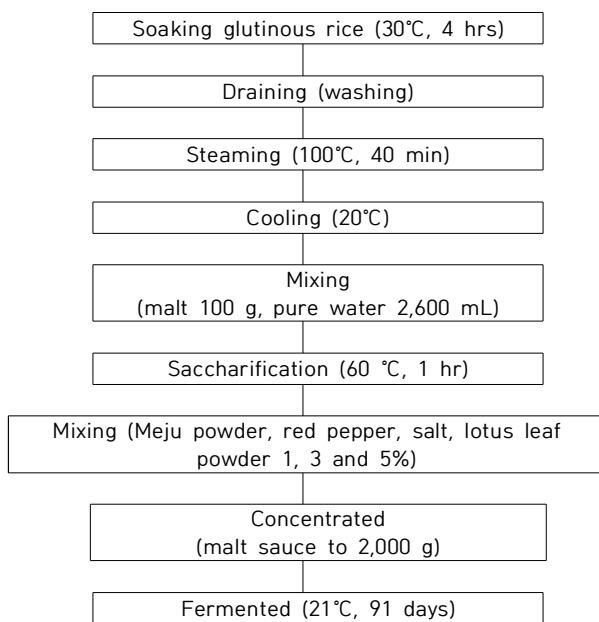 Soaking glutinous rice (30℃, 4 hrs)
Draining (washing)
Steaming (100℃, 40 min)
Cooling (20℃)
Mixing
(malt 100 g, pure water 2,600 mL)
Saccharification (60 ℃, 1 hr)
Mixing (Meju powder, red pepper, salt, lotus leaf
powder 1, 3 and 5%)
Concentrated
(malt sauce to 2,000 g)
Fermented (21℃, 91 days)